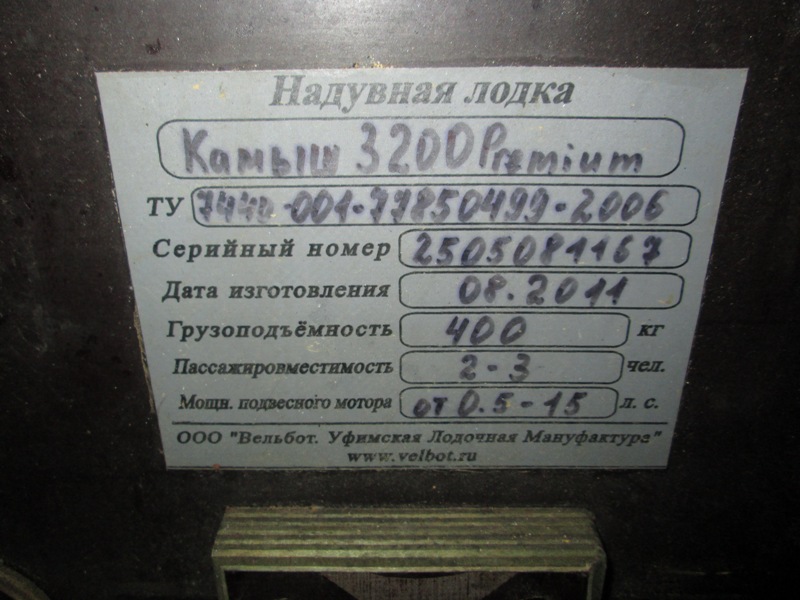 Надувная лодка
Камыш 3200 Premium
ТУ 7440-001-77850499-2006
Серийный номер 2505081167
Дата изготовления 08.2011
Грузоподъёмность 400 кг
Пассажировместимость 2-3 чел.
Мощн. подвесного мотора от 0.5-15 л. с.
ООО "Вельбот. Уфимская Лодочная Мануфактура"
www.velbot.ru